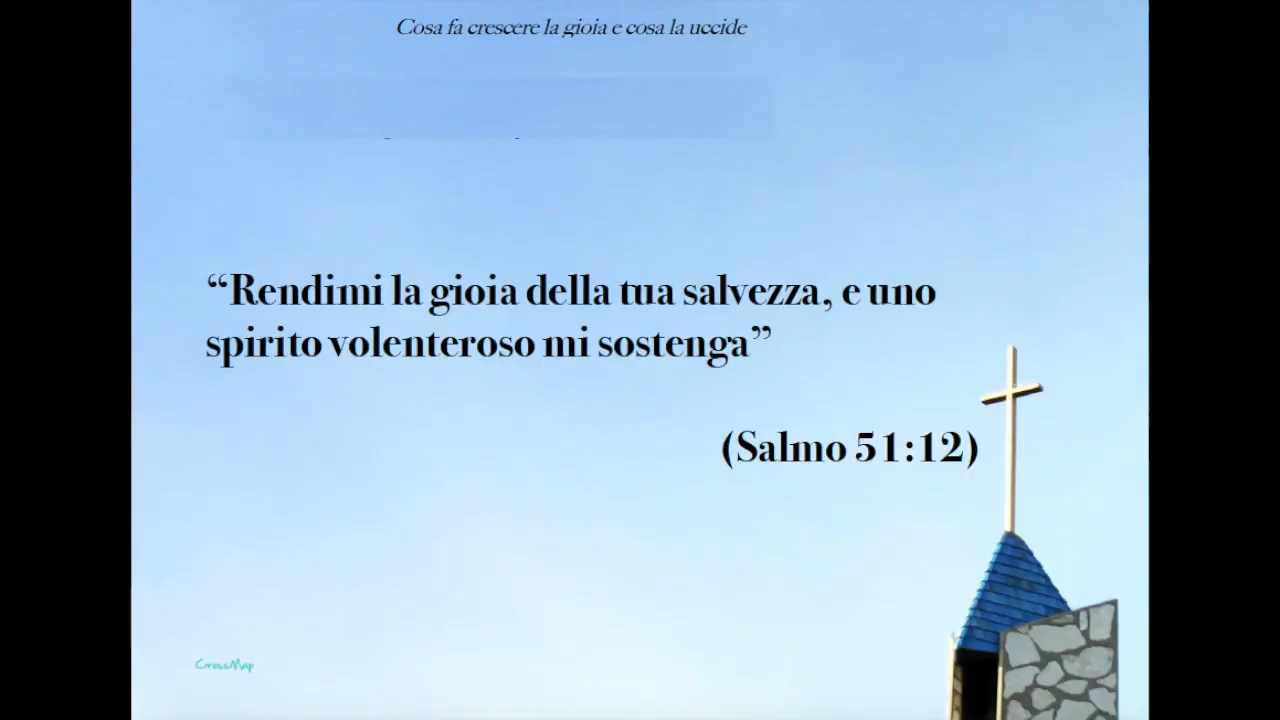 Cosa fa crescere la gioia e cosa la uccide
“Rendimi la gioia della tua salvezza, e uno
spirito volenteroso mi sostenga”
(Salmo 51:12)
CrossMap